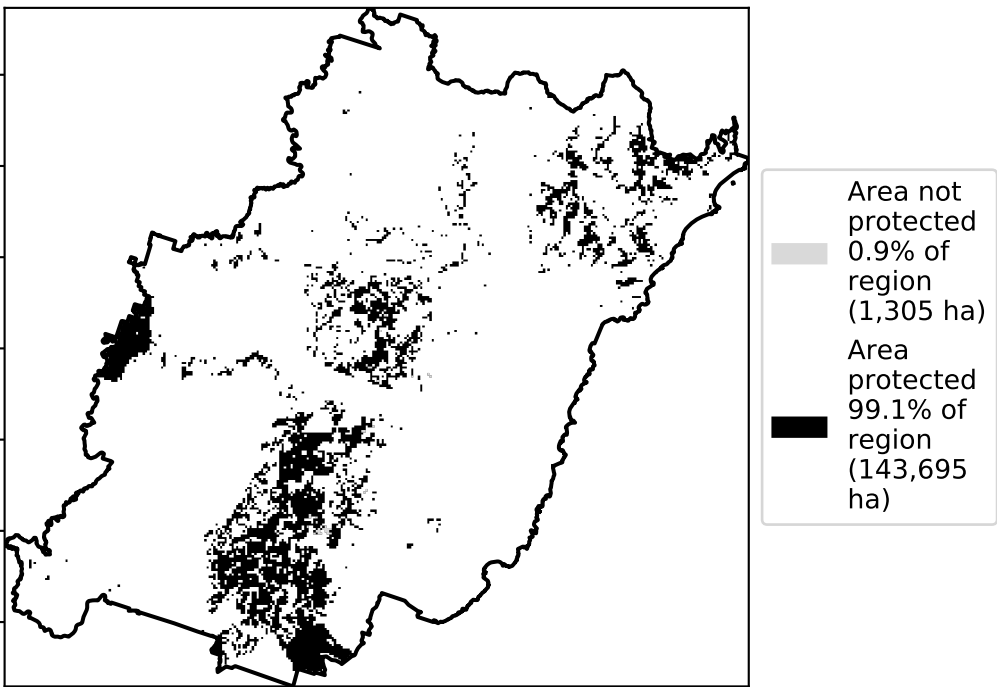 Area not
protected
0.9% of
region
(1,305 ha)
Area
protected
99.1% of
region
(143,695
ha)